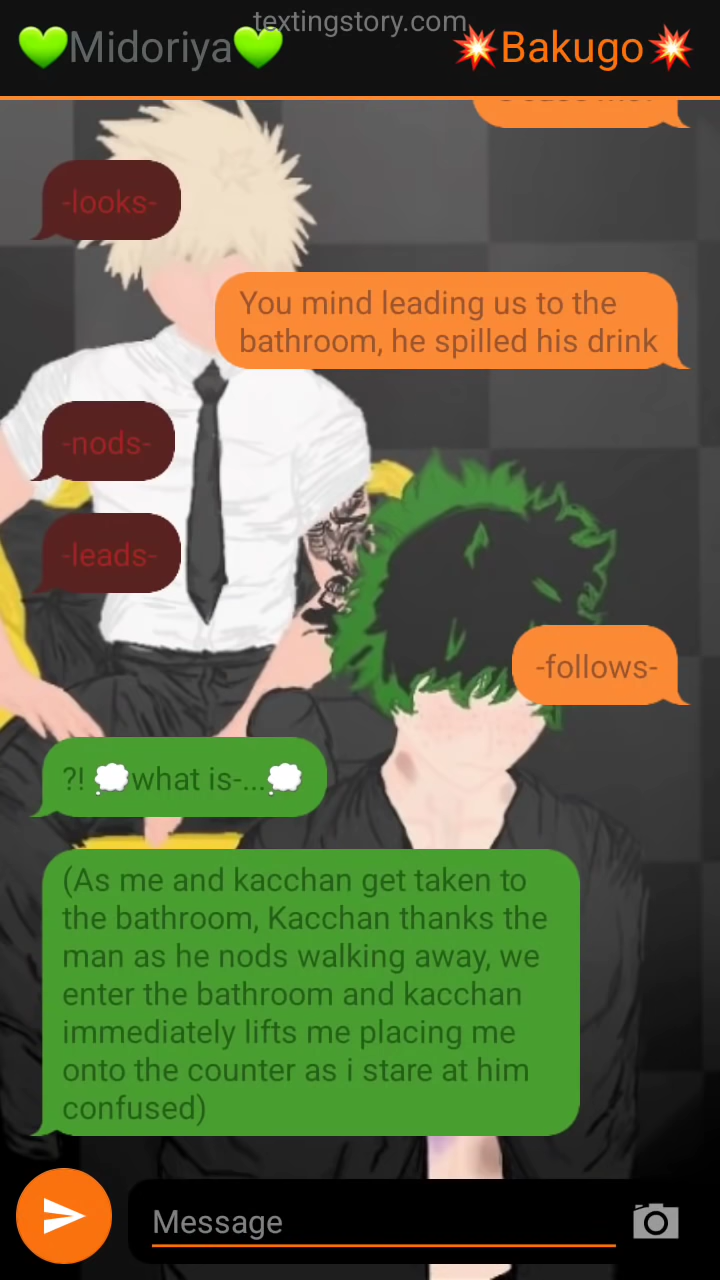 textingstory.com
💚Midoriya💚
💥Bakugo💥
-looks-
You mind leading us to the
bathroom, he spilled his drink
-nods-
-leads-
-follows-
?! 💭what is-...💭
(As me and kacchan get taken to
the bathroom, Kacchan thanks the
man as he nods walking away, we
enter the bathroom and kacchan
immediately lifts me placing me
onto the counter as i stare at him
confused)
Message